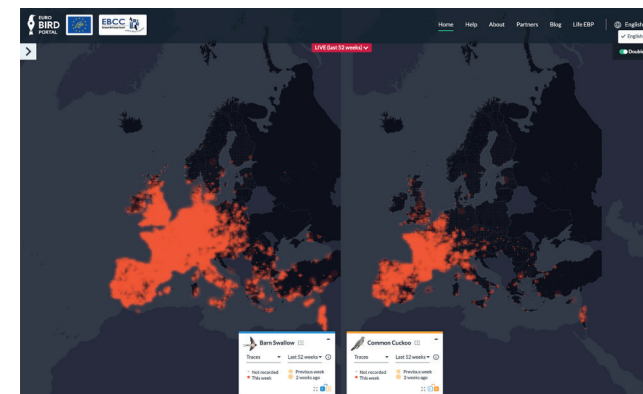 EURO
BIRD
PORTAL
EBCC
Home Help About Partners Blog Life EBP English
English
Double
LIVE (last 52 weeks)
Barn Swallow
Traces Last 52 weeks
Not recorded Previous week
This week 2 weeks ago
Common Cuckoo
Traces Last 52 weeks
Not recorded Previous week
This week 2 weeks ago